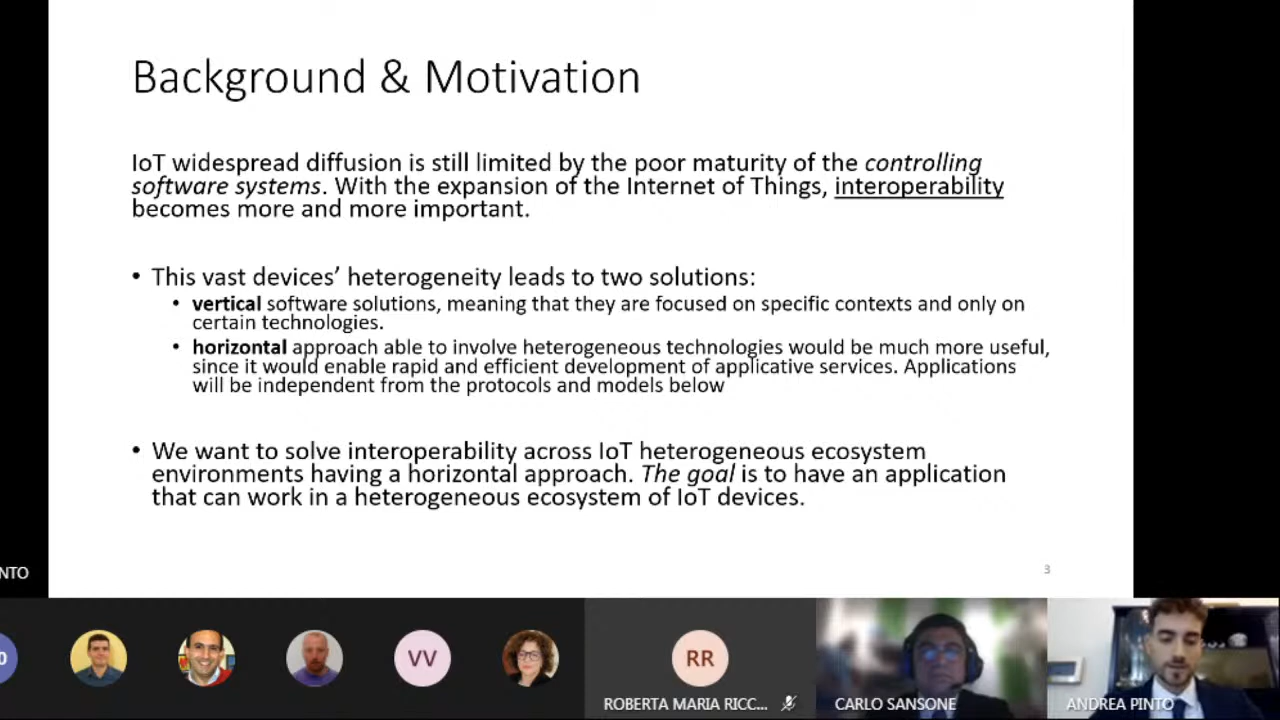 Background & Motivation
IoT widespread diffusion is still limited by the poor maturity of the controlling
software systems. With the expansion of the Internet of Things, interoperability
becomes more and more important.
• This vast devices’ heterogeneity leads to two solutions:
• vertical software solutions, meaning that they are focused on specific contexts and only on
certain technologies.
• horizontal approach able to involve heterogeneous technologies would be much more useful,
since it would enable rapid and efficient development of applicative services. Applications
will be independent from the protocols and models below
• We want to solve interoperability across IoT heterogeneous ecosystem
environments having a horizontal approach. The goal is to have an application
that can work in a heterogeneous ecosystem of IoT devices.
3
NTO
VV
RR
ROBERTA MARIA RICC...
CARLO SANSONE
ANDREA PINTO